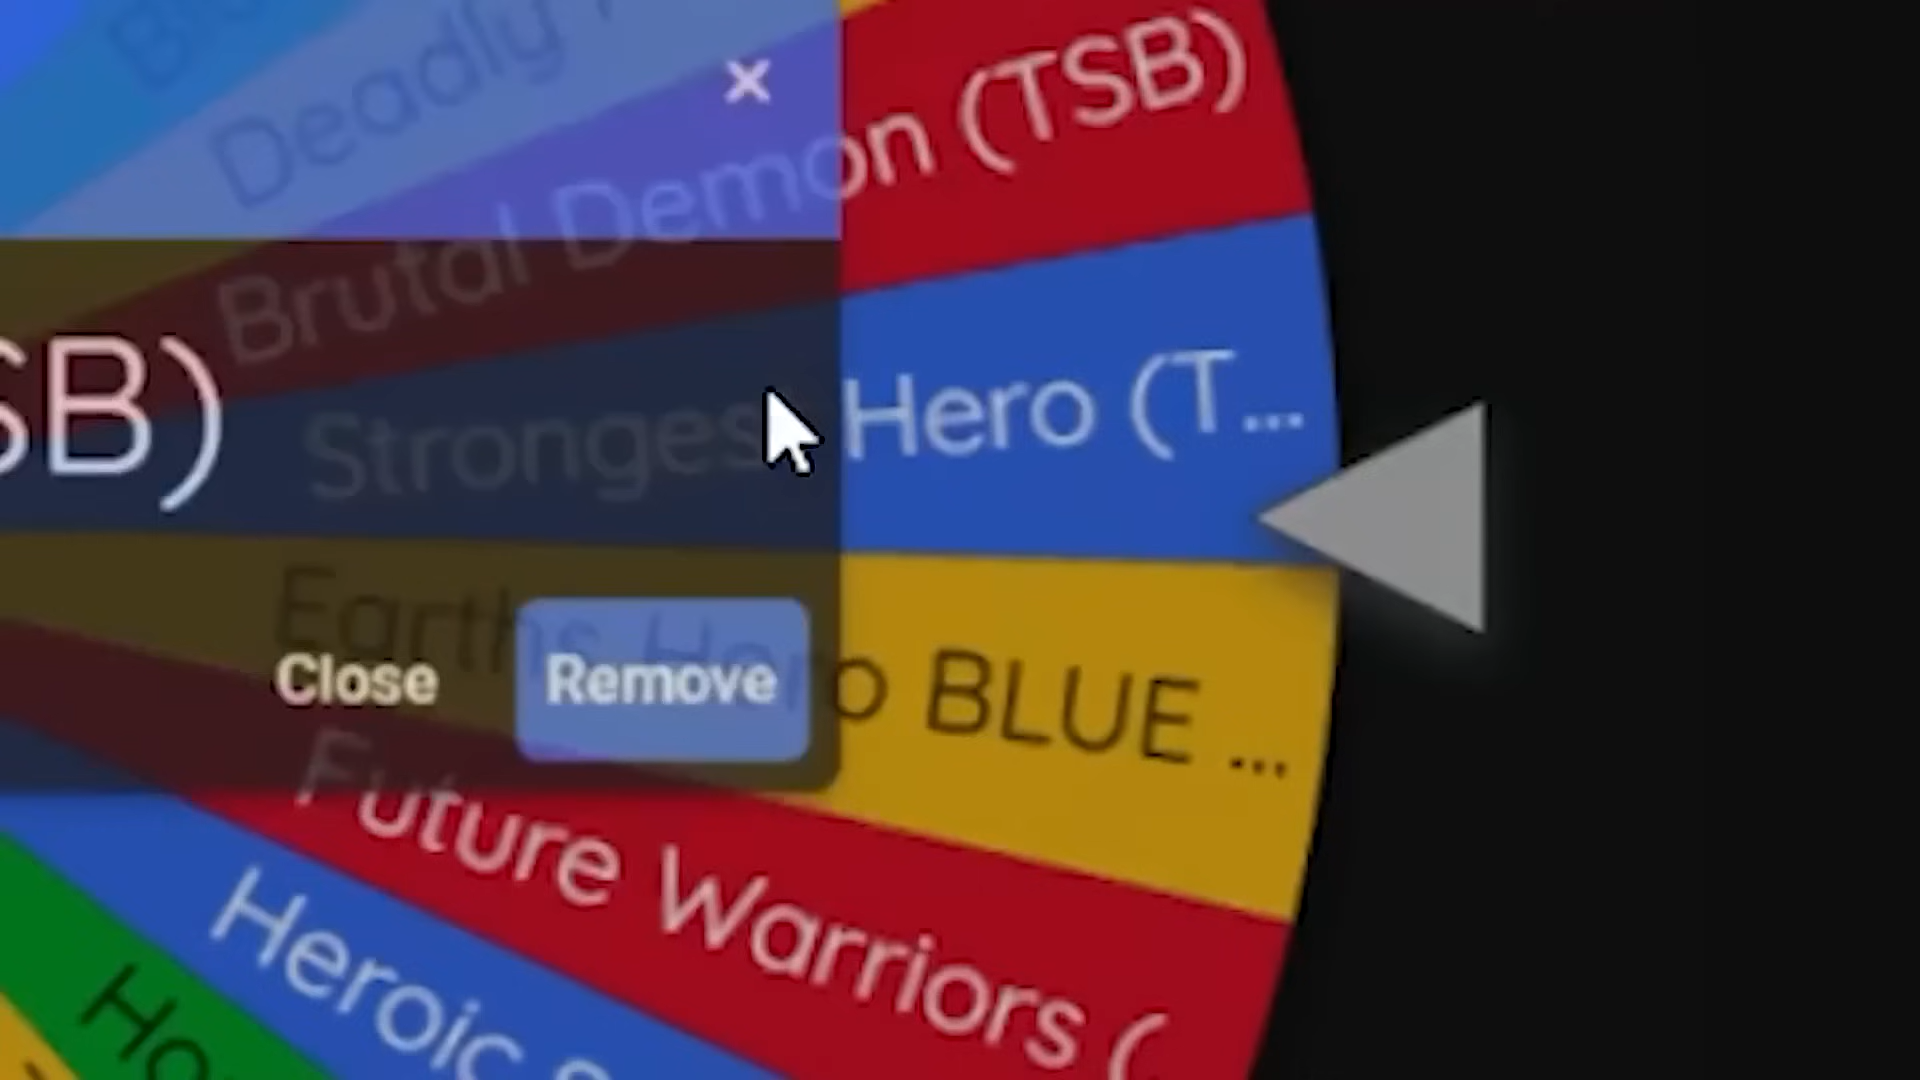 Deadly
×
Brutal Demon (TSB)
SB)
Strongest Hero (T...
Earths Hero BLUE ...
Close
Remove
Future Warriors (
Heroic